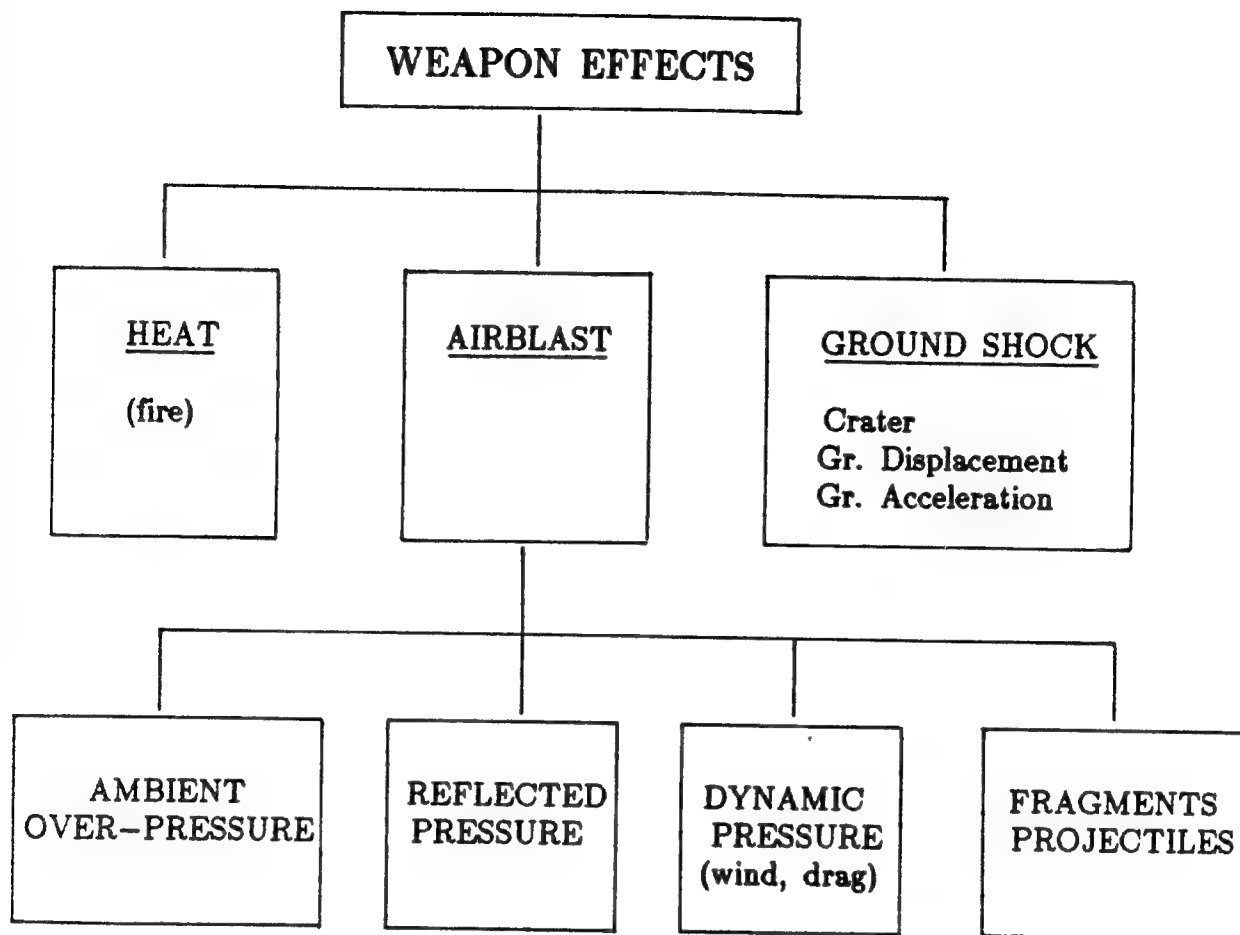 WEAPON EFFECTS
HEAT
(fire)
AIRBLAST
GROUND SHOCK
Crater
Gr. Displacement
Gr. Acceleration
AMBIENT
OVER-PRESSURE
REFLECTED
PRESSURE
DYNAMIC
PRESSURE
(wind, drag)
FRAGMENTS
PROJECTILES